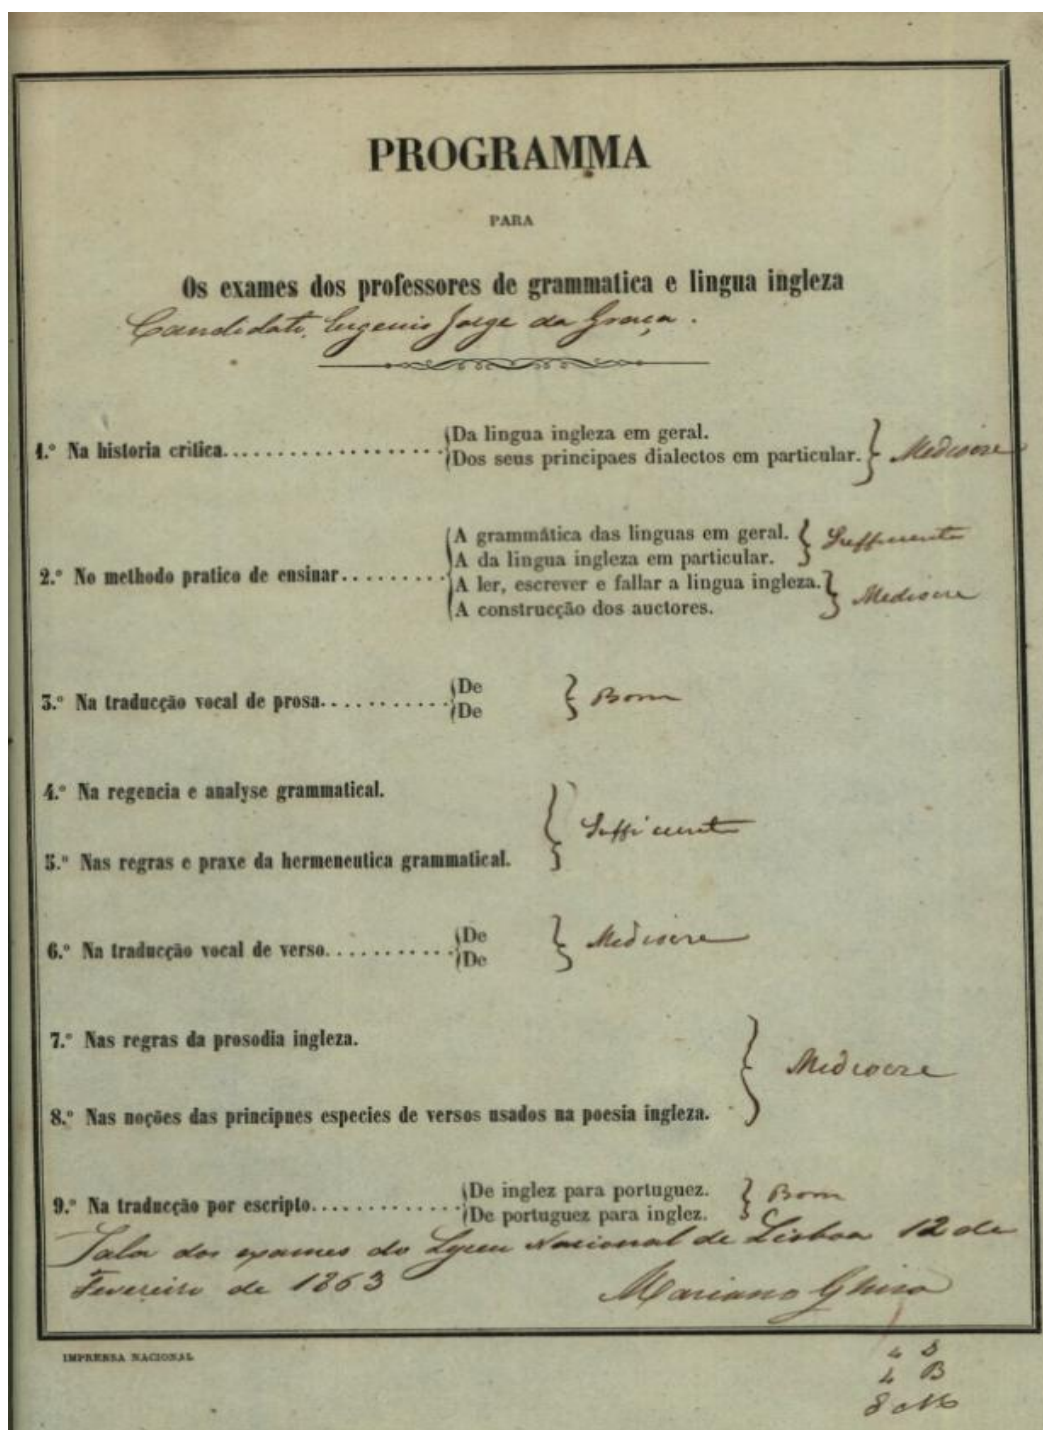 PROGRAMMA
PARA
Os exames dos professores de grammatica e lingua ingleza
Candidato, Eugenio Jorge da Graça.
1.º Na historia critica.................... Da lingua ingleza em geral.
Dos seus principaes dialectos em particular. Mediocre
2.º No methodo pratico de ensinar......... A grammática das linguas em geral. Sufficiente
A da lingua ingleza em particular.
A ler, escrever e fallar a lingua ingleza. Mediocre
A construcção dos auctores.
3.º Na traducção vocal de prosa........... De
De
Bom
4.º Na regencia e analyse grammatical.
Sufficiente
5.º Nas regras e praxe da hermeneutica grammatical.
6.º Na traducção vocal de verso........... De
De
Mediocre
7.º Nas regras da prosodia ingleza.
Mediocre
8.º Nas noções das principaes especies de versos usados na poesia ingleza.
9.º Na traducção por escripto............. De inglez para portuguez. Bom
De portuguez para inglez.
Sala dos exames do Lyceu Nacional de Lisboa 12 de
Fevereiro de 1863 Mariano Ghira
IMPRENSA NACIONAL
4 S
4 B
8 M